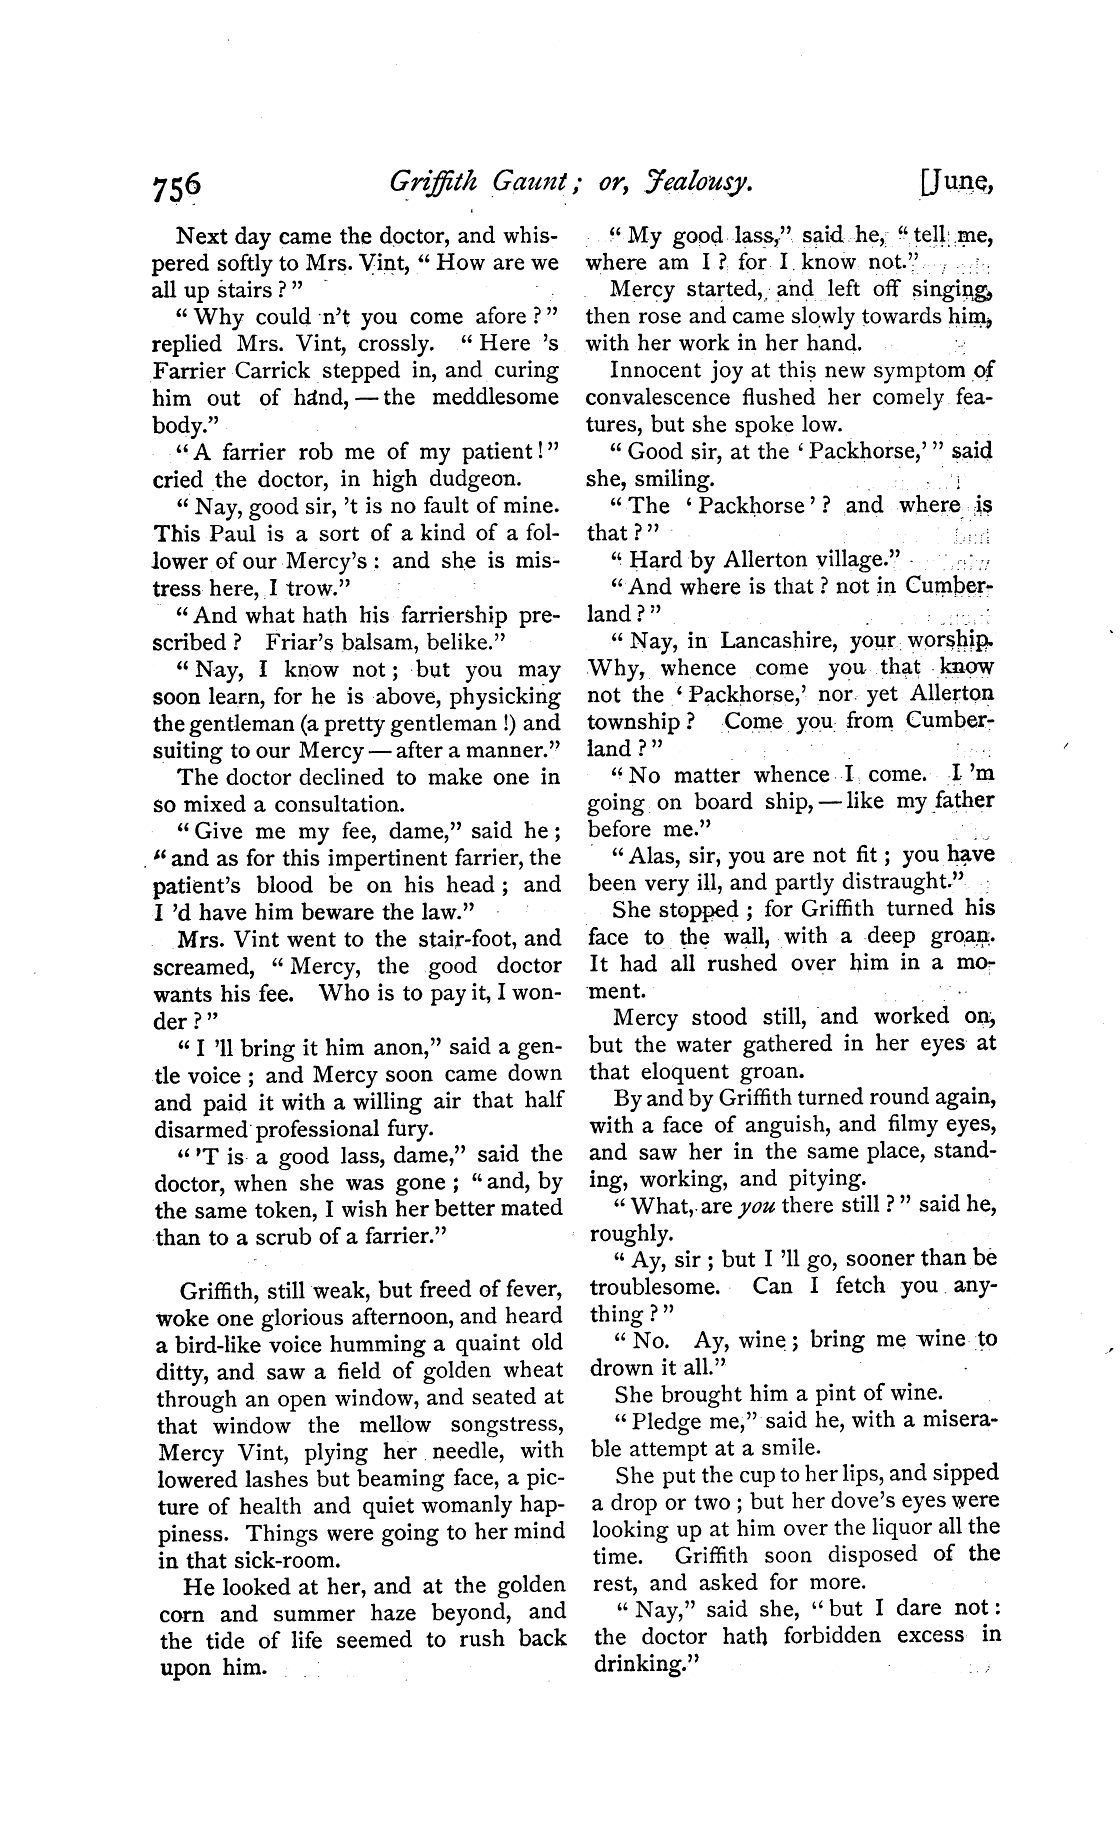 756 Griffith Gaunt; or, Jealousy. [June,
Next day came the doctor, and whis-
pered softly to Mrs. Vint, “How are we
all up stairs?”
“Why could n’t you come afore?”
replied Mrs. Vint, crossly. “Here ’s
Farrier Carrick stepped in, and curing
him out of hand,—the meddlesome
body.”
“A farrier rob me of my patient!”
cried the doctor, in high dudgeon.
“Nay, good sir, ’t is no fault of mine.
This Paul is a sort of a kind of a fol-
lower of our Mercy’s: and she is mis-
tress here, I trow.”
“And what hath his farriership pre-
scribed? Friar’s balsam, belike.”
“Nay, I know not; but you may
soon learn, for he is above, physicking
the gentleman (a pretty gentleman!) and
suiting to our Mercy—after a manner.”
The doctor declined to make one in
so mixed a consultation.
“Give me my fee, dame,” said he;
“and as for this impertinent farrier, the
patient’s blood be on his head; and
I ’d have him beware the law.”
Mrs. Vint went to the stair-foot, and
screamed, “Mercy, the good doctor
wants his fee. Who is to pay it, I won-
der?”
“I ’ll bring it him anon,” said a gen-
tle voice; and Mercy soon came down
and paid it with a willing air that half
disarmed professional fury.
“’T is a good lass, dame,” said the
doctor, when she was gone; “and, by
the same token, I wish her better mated
than to a scrub of a farrier.”
Griffith, still weak, but freed of fever,
woke one glorious afternoon, and heard
a bird-like voice humming a quaint old
ditty, and saw a field of golden wheat
through an open window, and seated at
that window the mellow songstress,
Mercy Vint, plying her needle, with
lowered lashes but beaming face, a pic-
ture of health and quiet womanly hap-
piness. Things were going to her mind
in that sick-room.
He looked at her, and at the golden
corn and summer haze beyond, and
the tide of life seemed to rush back
upon him.
“My good lass,” said he, “tell me,
where am I? for I know not.”
Mercy started, and left off singing,
then rose and came slowly towards him,
with her work in her hand.
Innocent joy at this new symptom of
convalescence flushed her comely fea-
tures, but she spoke low.
“Good sir, at the ‘Packhorse,’” said
she, smiling.
“The ‘Packhorse’? and where is
that?”
“Hard by Allerton village.”
“And where is that? not in Cumber-
land?”
“Nay, in Lancashire, your worship.
Why, whence come you that know
not the ‘Packhorse,’ nor yet Allerton
township? Come you from Cumber-
land?”
“No matter whence I come. I ’m
going on board ship,—like my father
before me.”
“Alas, sir, you are not fit; you have
been very ill, and partly distraught.”
She stopped; for Griffith turned his
face to the wall, with a deep groan.
It had all rushed over him in a mo-
ment.
Mercy stood still, and worked on,
but the water gathered in her eyes at
that eloquent groan.
By and by Griffith turned round again,
with a face of anguish, and filmy eyes,
and saw her in the same place, stand-
ing, working, and pitying.
“What, are you there still?” said he,
roughly.
“Ay, sir; but I ’ll go, sooner than be
troublesome. Can I fetch you any-
thing?”
“No. Ay, wine; bring me wine to
drown it all.”
She brought him a pint of wine.
“Pledge me,” said he, with a misera-
ble attempt at a smile.
She put the cup to her lips, and sipped
a drop or two; but her dove’s eyes were
looking up at him over the liquor all the
time. Griffith soon disposed of the
rest, and asked for more.
“Nay,” said she, “but I dare not:
the doctor hath forbidden excess in
drinking.”